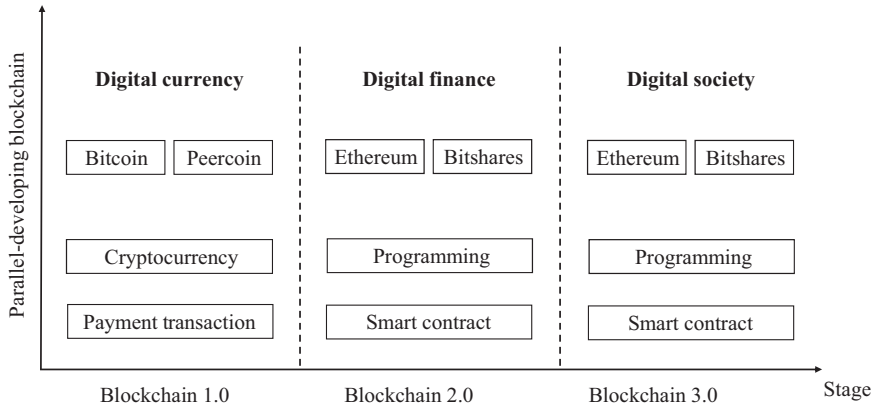 Parallel-developing blockchain
Digital currency
Digital finance
Digital society
Bitcoin
Peercoin
Ethereum
Bitshares
Ethereum
Bitshares
Cryptocurrency
Programming
Programming
Payment transaction
Smart contract
Smart contract
Blockchain 1.0
Blockchain 2.0
Blockchain 3.0
Stage